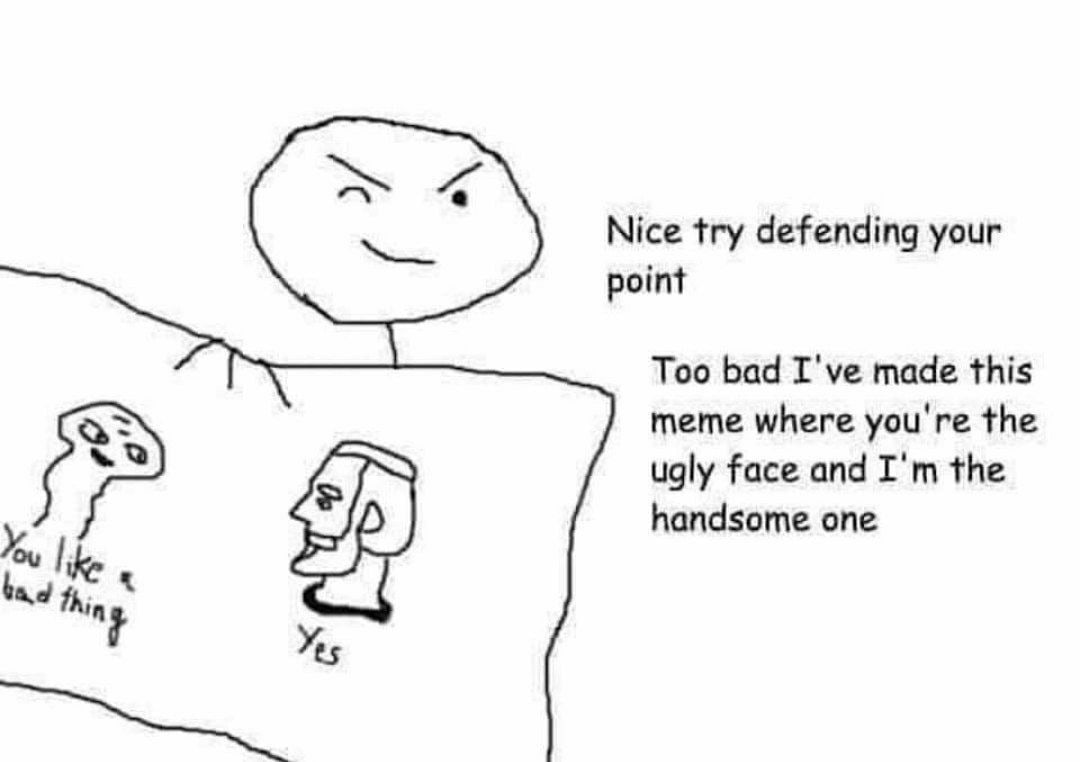 Nice try defending your
point
Too bad I've made this
meme where you're the
ugly face and I'm the
handsome one
You like a
bad thing
Yes